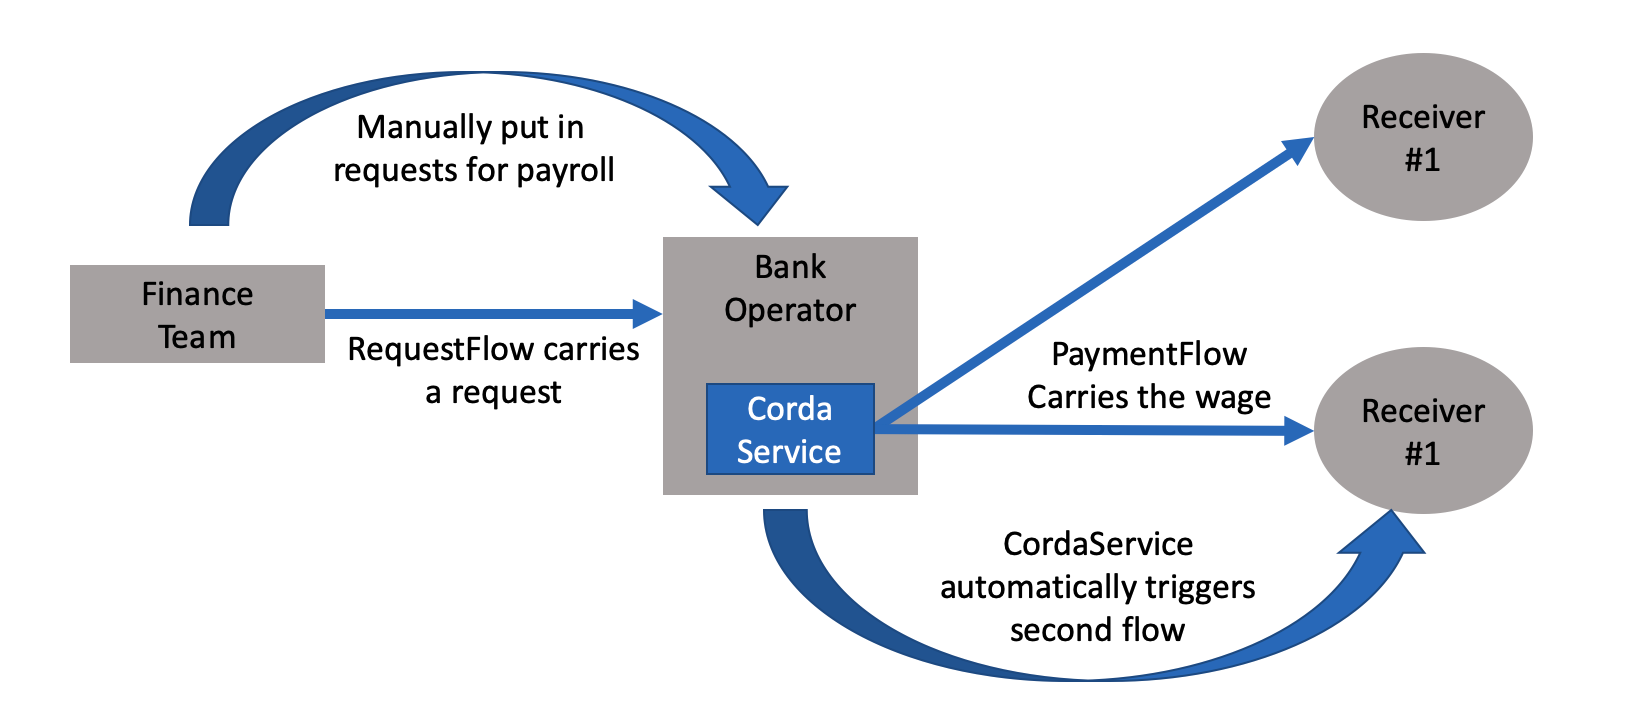 Manually put in
requests for payroll
Finance
Team
RequestFlow carries
a request
Bank
Operator
Corda
Service
Receiver
#1
PaymentFlow
Carries the wage
Receiver
#1
CordaService
automatically triggers
second flow